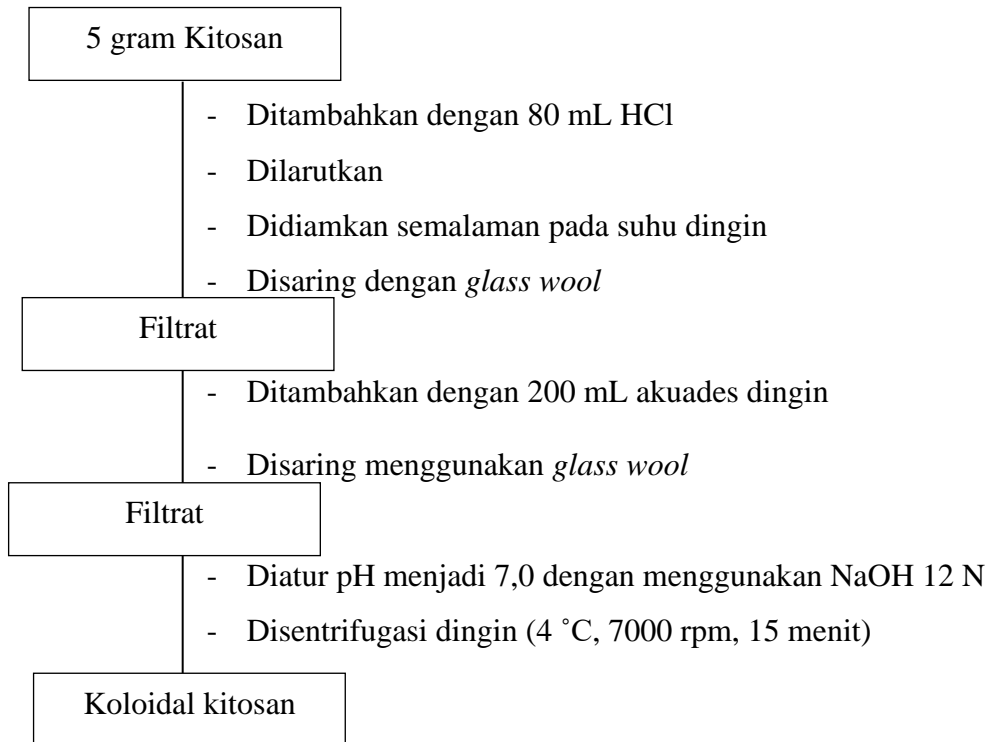 5 gram Kitosan
- Ditambahkan dengan 80 mL HCl
- Dilarutkan
- Didiamkan semalaman pada suhu dingin
- Disaring dengan glass wool
Filtrat
- Ditambahkan dengan 200 mL akuades dingin
- Disaring menggunakan glass wool
Filtrat
- Diatur pH menjadi 7,0 dengan menggunakan NaOH 12 N
- Disentrifugasi dingin (4 ˚C, 7000 rpm, 15 menit)
Koloidal kitosan